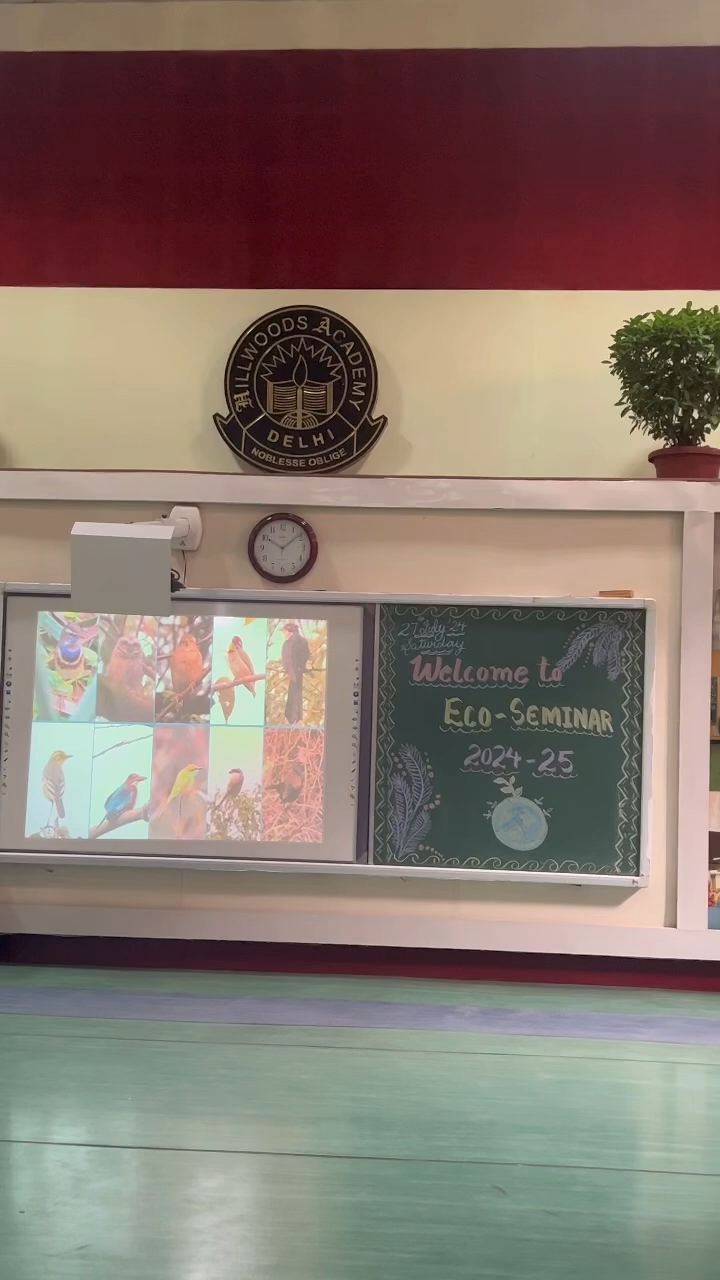 HILLWOODS ACADEMY
DELHI
NOBLESSE OBLIGE
27 July 24
Saturday
Welcome to
ECO-SEMINAR
2024-25